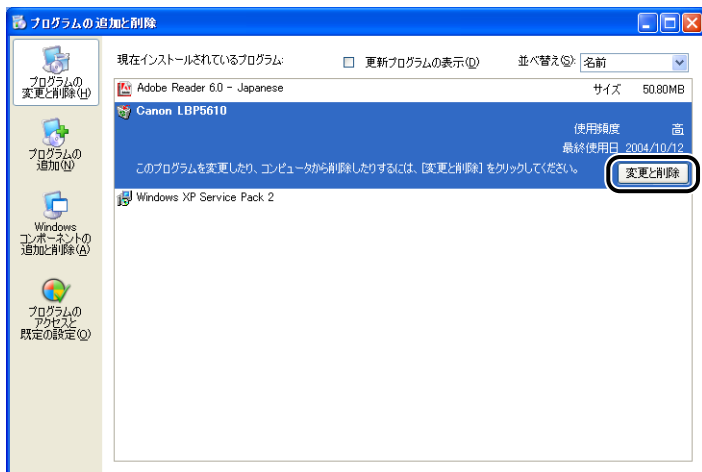 プログラムの追加と削除
プログラムの
変更と削除(H)
プログラムの
追加(N)
Windows
コンポーネントの
追加と削除(A)
プログラムの
アクセスと
既定の設定(O)
現在インストールされているプログラム:
更新プログラムの表示(D)
並べ替え(S):
名前
Adobe Reader 6.0 - Japanese
サイズ 50.80MB
Canon LBP5610
使用頻度 高
最終使用日 2004/10/12
このプログラムを変更したり、コンピュータから削除したりするには、[変更と削除] をクリックしてください。
変更と削除
Windows XP Service Pack 2